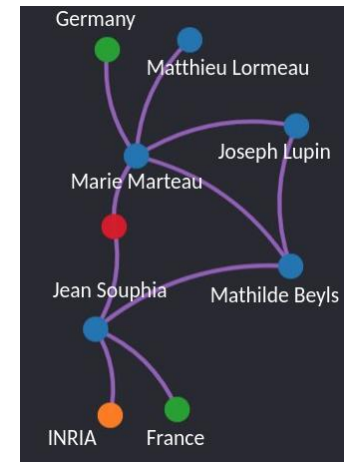 Germany
Matthieu Lormeau
Joseph Lupin
Marie Marteau
Jean Souphia
Mathilde Beyls
INRIA
France